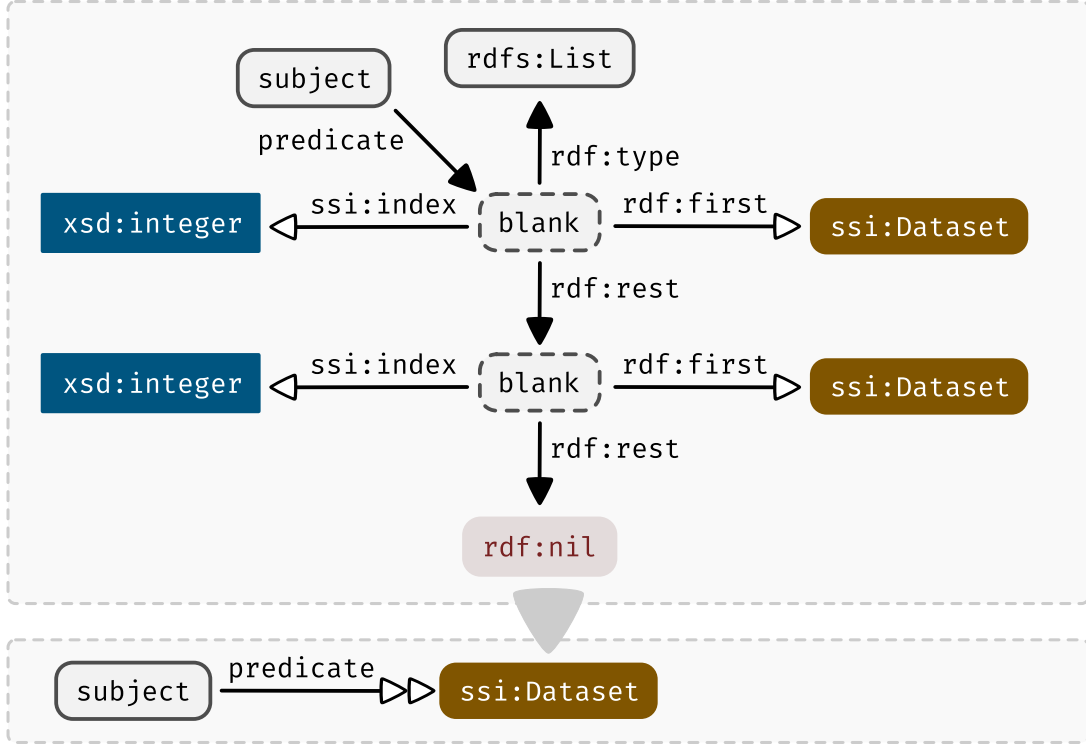 rdfs:List
subject
predicate
rdf:type
xsd:integer
ssi:index
blank
rdf:first
ssi:Dataset
rdf:rest
xsd:integer
ssi:index
blank
rdf:first
ssi:Dataset
rdf:rest
rdf:nil
subject
predicate
ssi:Dataset